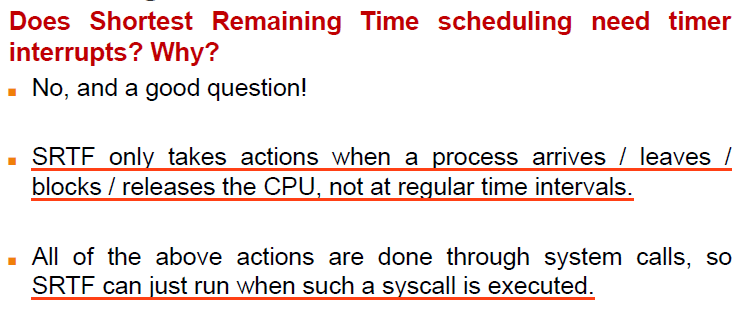 Does Shortest Remaining Time scheduling need timer
interrupts? Why?
No, and a good question!
SRTF only takes actions when a process arrives / leaves /
blocks / releases the CPU, not at regular time intervals.
All of the above actions are done through system calls, so
SRTF can just run when such a syscall is executed.